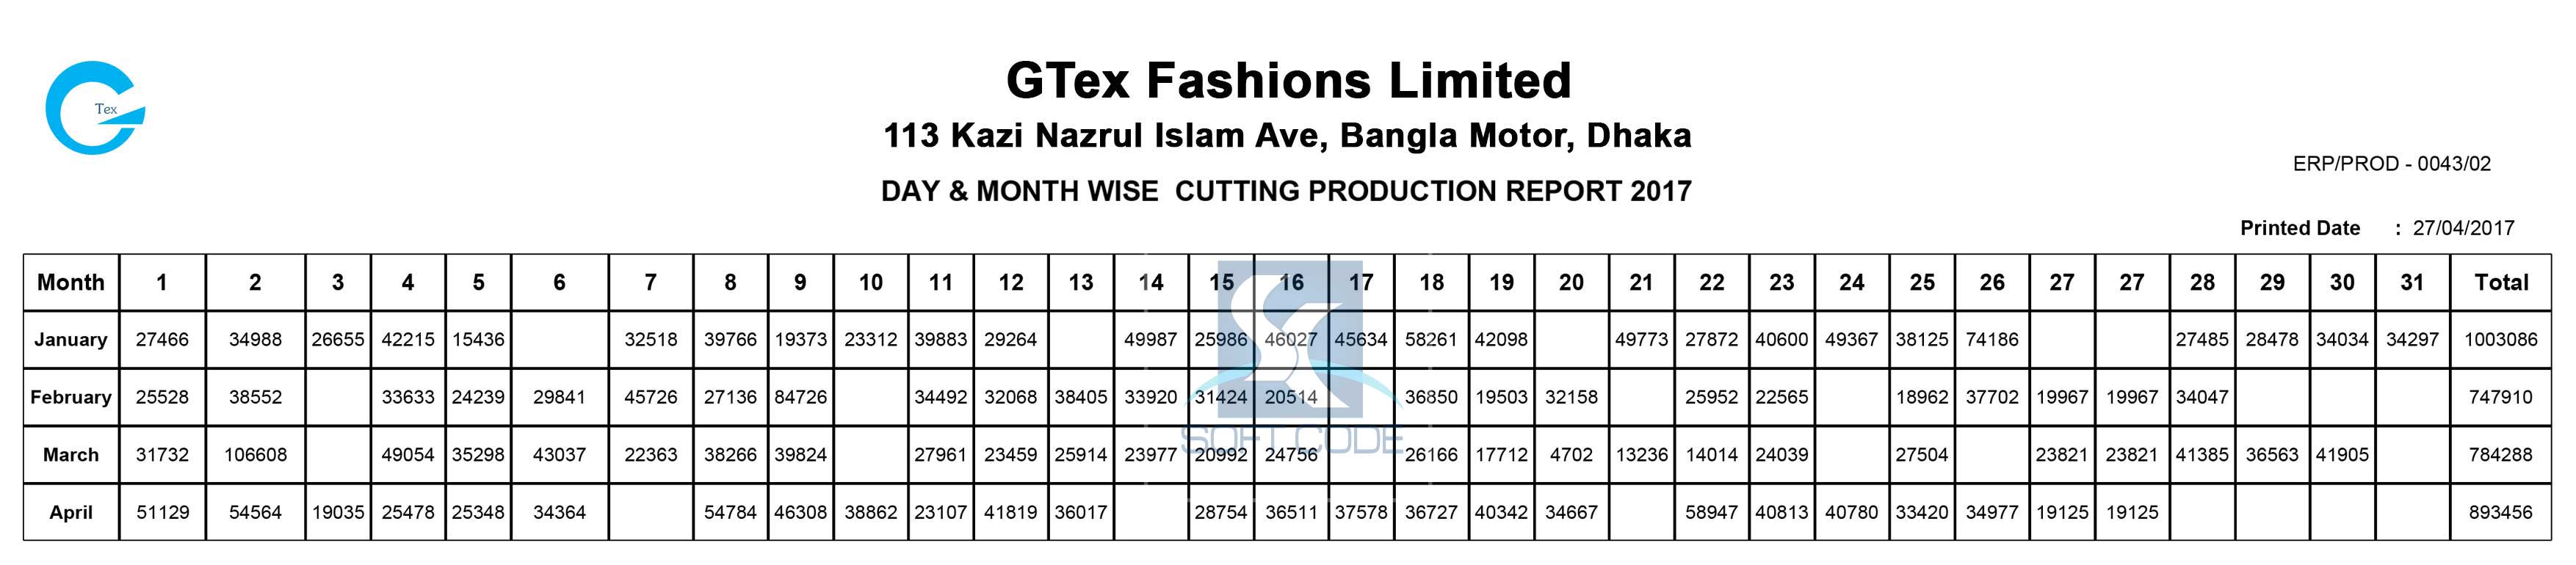 Tex
GTex Fashions Limited
113 Kazi Nazrul Islam Ave, Bangla Motor, Dhaka
ERP/PROD - 0043/02
DAY & MONTH WISE CUTTING PRODUCTION REPORT 2017
Printed Date : 27/04/2017
Month 1 2 3 4 5 6 7 8 9 10 11 12 13 14 15 16 17 18 19 20 21 22 23 24 25 26 27 27 28 29 30 31 Total
January 27466 34988 26655 42215 15436 32518 39766 19373 23312 39883 29264 49987 25986 46027 45634 58261 42098 49773 27872 40600 49367 38125 74186 27485 28478 34034 34297 1003086
February 25528 38552 33633 24239 29841 45726 27136 84726 34492 32068 38405 33920 31424 20514 36850 19503 32158 25952 22565 18962 37702 19967 19967 34047 747910
March 31732 106608 49054 35298 43037 22363 38266 39824 27961 23459 25914 23977 20992 24756 26166 17712 4702 13236 14014 24039 27504 23821 23821 41385 36563 41905 784288
SOFT CODE
April 51129 54564 19035 25478 25348 34364 54784 46308 38862 23107 41819 36017 28754 36511 37578 36727 40342 34667 58947 40813 40780 33420 34977 19125 19125 893456